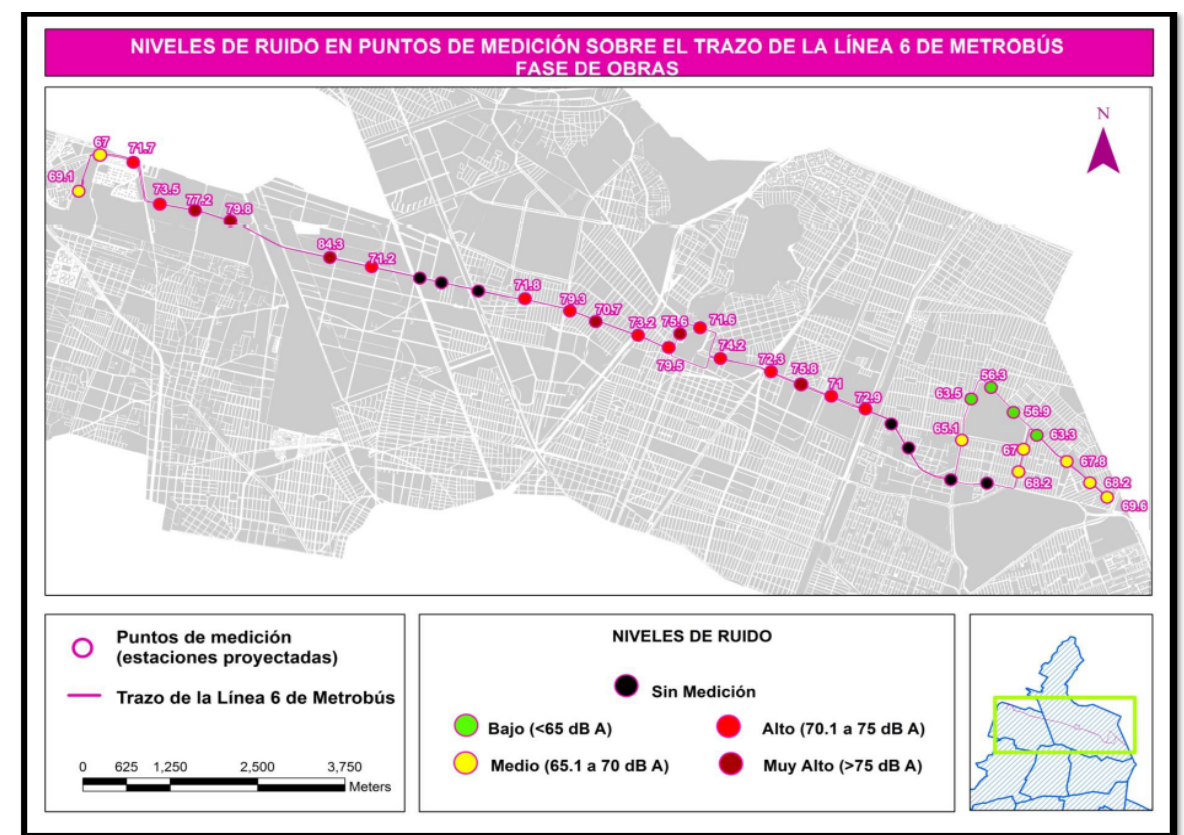 NIVELES DE RUIDO EN PUNTOS DE MEDICIÓN SOBRE EL TRAZO DE LA LÍNEA 6 DE METROBÚS
FASE DE OBRAS
N
67
71.7
69.1
73.5
77.2
79.8
84.3
71.2
71.8
79.3
70.7
73.2
75.6
71.6
79.5
74.2
72.3
75.8
71
72.9
63.5
56.3
56.9
65.1
63.3
67
67.8
68.2
68.2
69.6
Puntos de medición
(estaciones proyectadas)
Trazo de la Línea 6 de Metrobús
0 625 1,250 2,500 3,750
Meters
NIVELES DE RUIDO
Sin Medición
Bajo (<65 dB A)
Alto (70.1 a 75 dB A)
Medio (65.1 a 70 dB A)
Muy Alto (>75 dB A)